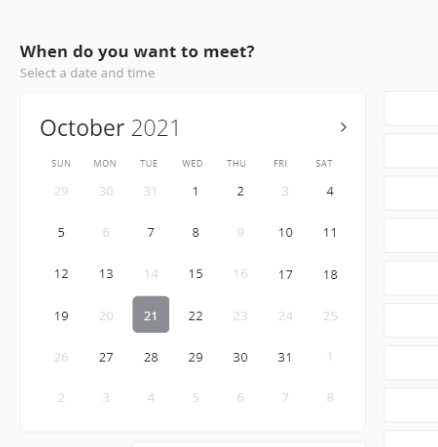 When do you want to meet?
Select a date and time
October 2021
SUN MON TUE WED THU FRI SAT
29 30 31 1 2 3 4
5 6 7 8 9 10 11
12 13 14 15 16 17 18
19 20 21 22 23 24 25
26 27 28 29 30 31 1
2 3 4 5 6 7 8